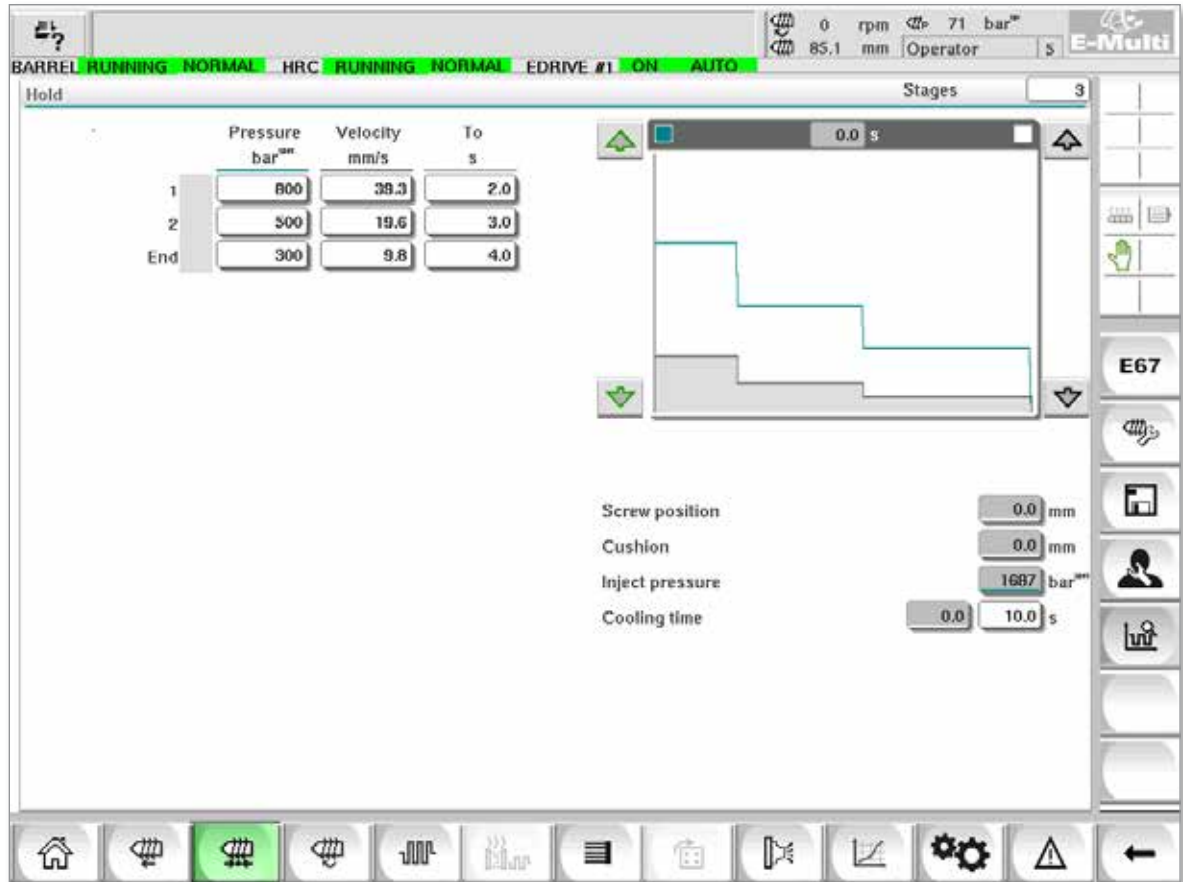 0 rpm 71 bar
85.1 mm Operator S E-Multi
BARREL RUNNING NORMAL HRC RUNNING NORMAL EDRIVE #1 ON AUTO
Hold Stages 3
Pressure Velocity To
bar mm/s s
0.0 s
1 800 39.3 2.0
2 500 19.6 3.0
End 300 9.8 4.0
E67
Screw position 0.0 mm
Cushion 0.0 mm
Inject pressure 1687 bar
Cooling time 0.0 10.0 s